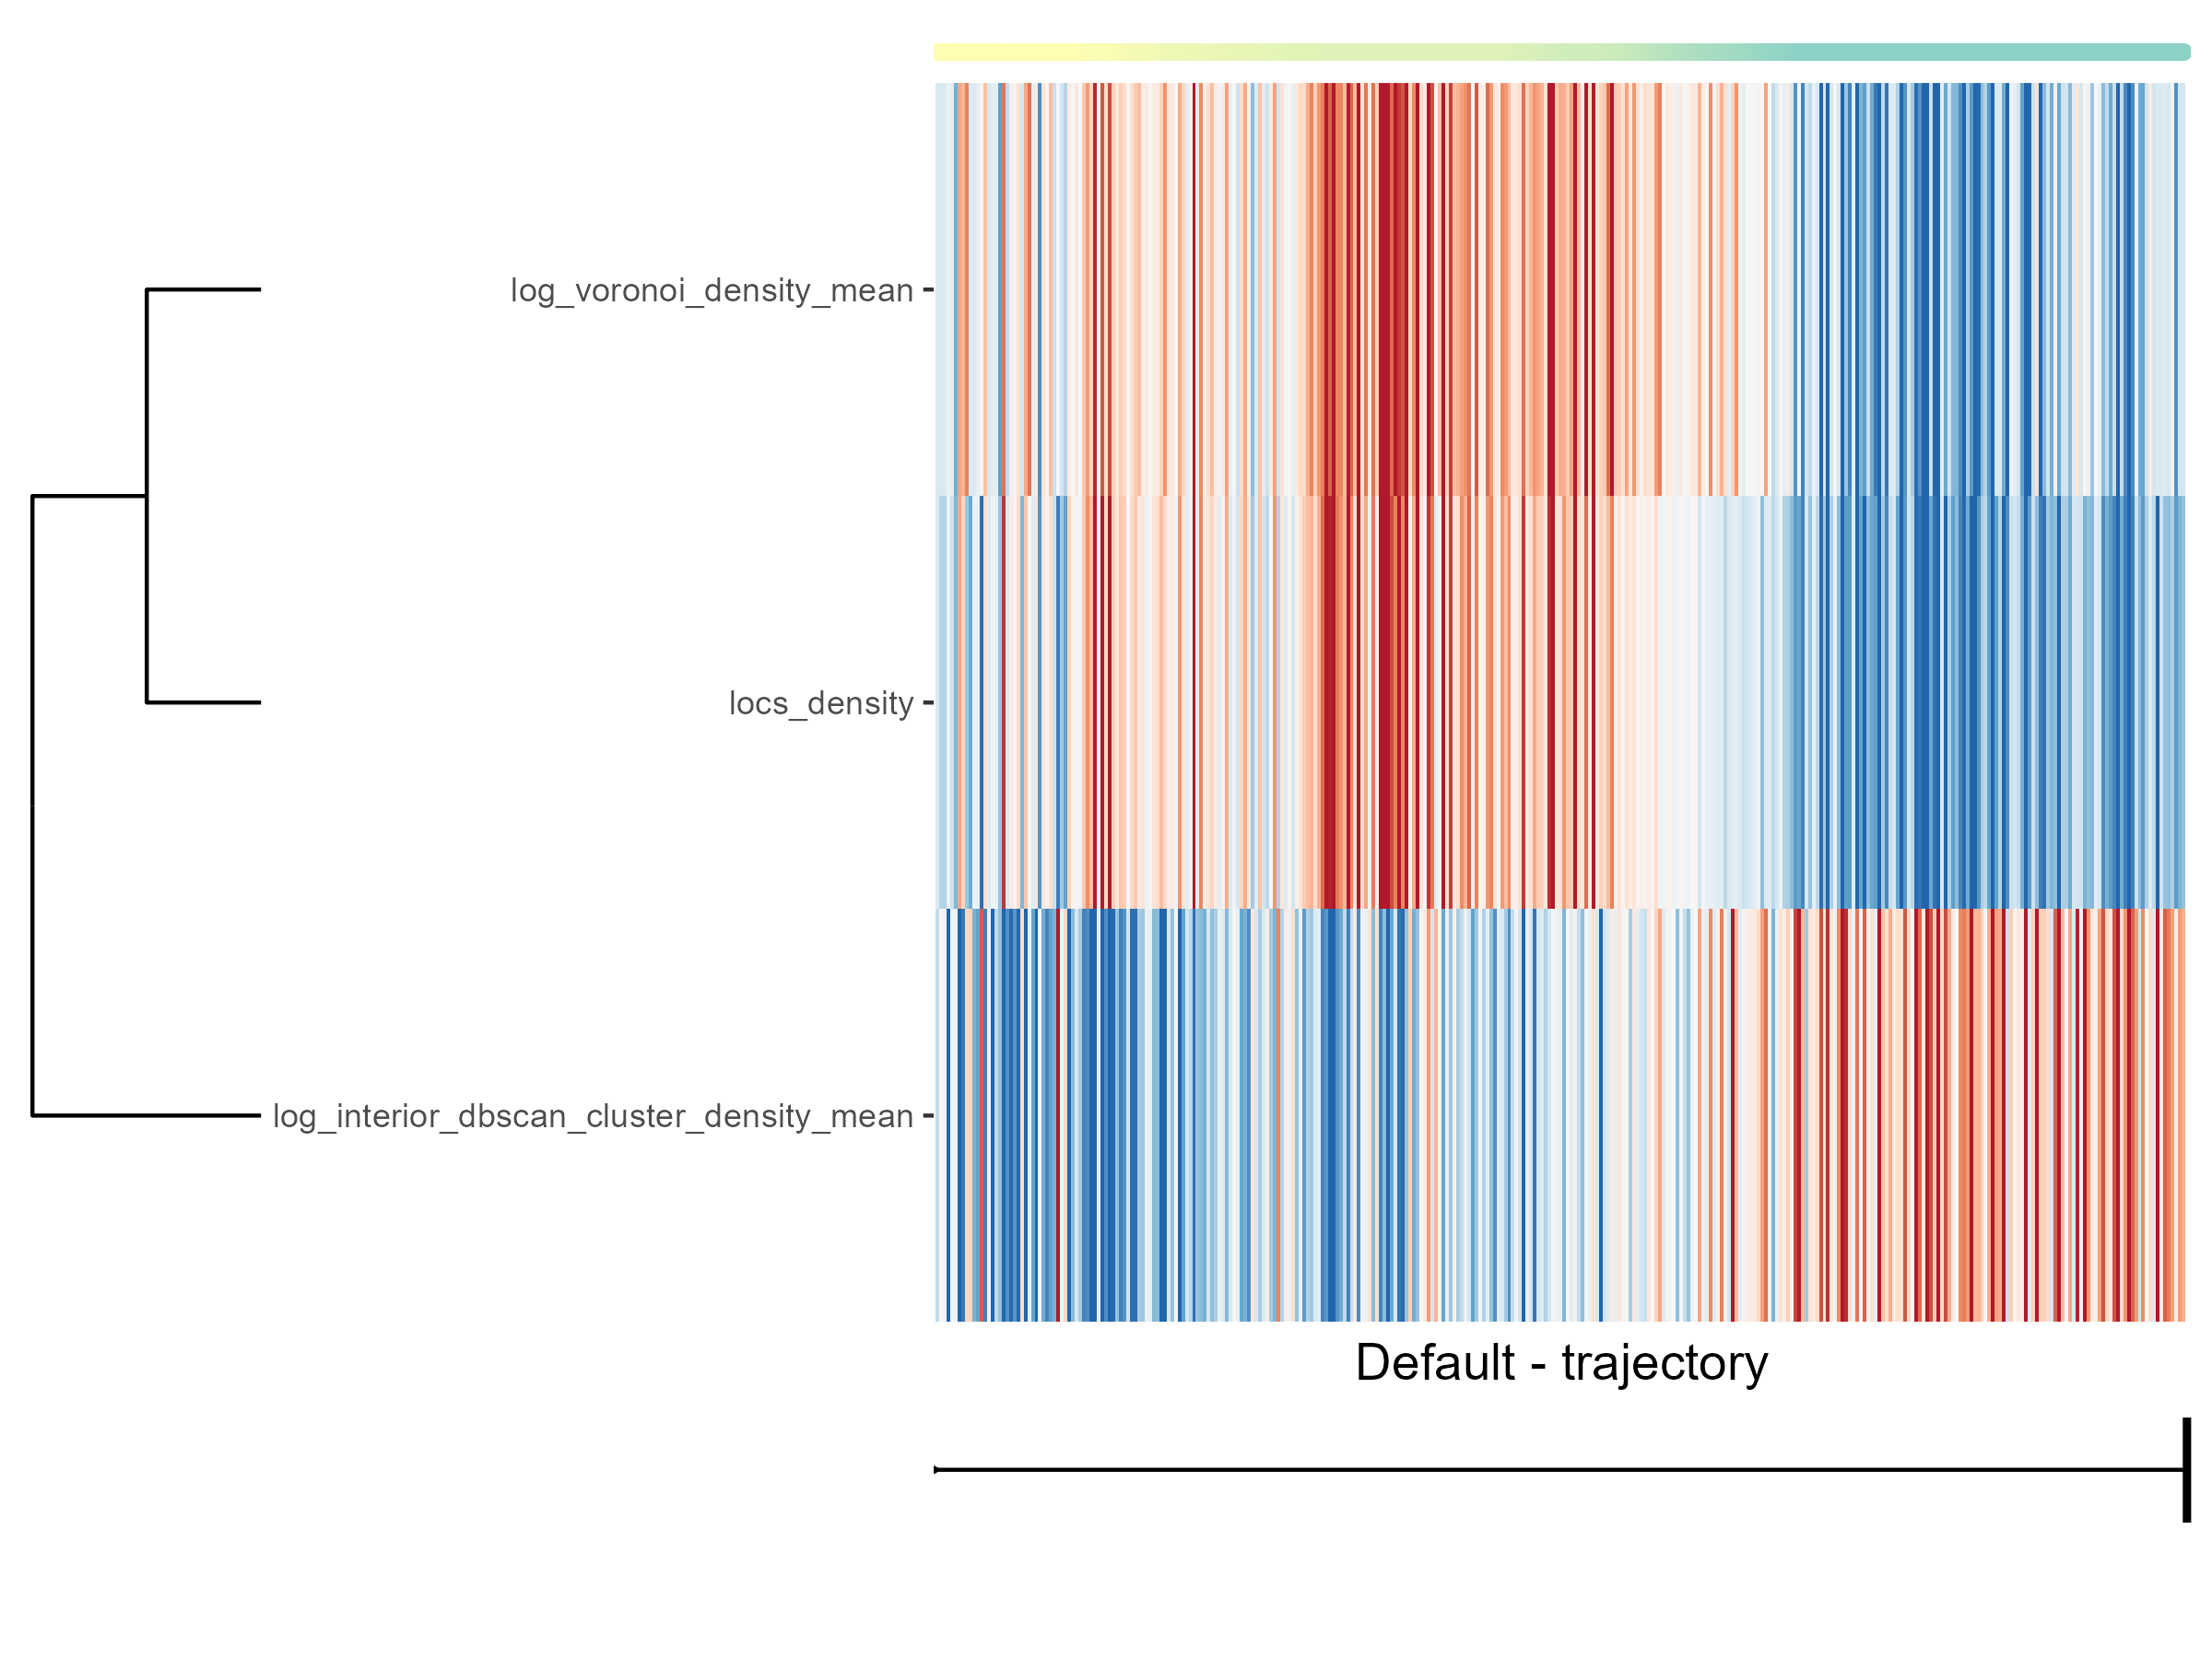 log_voronoi_density_mean
locs_density
log_interior_dbscan_cluster_density_mean
Default - trajectory